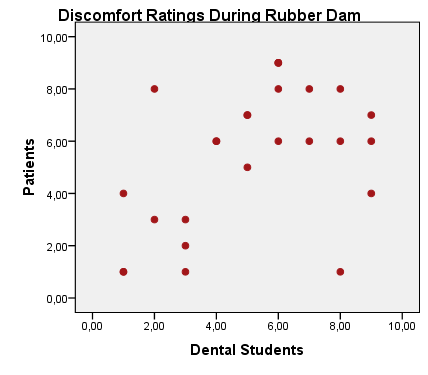 Discomfort Ratings During Rubber Dam
10,00
8,00
6,00
4,00
2,00
0,00
Patients
0,00 2,00 4,00 6,00 8,00 10,00
Dental Students